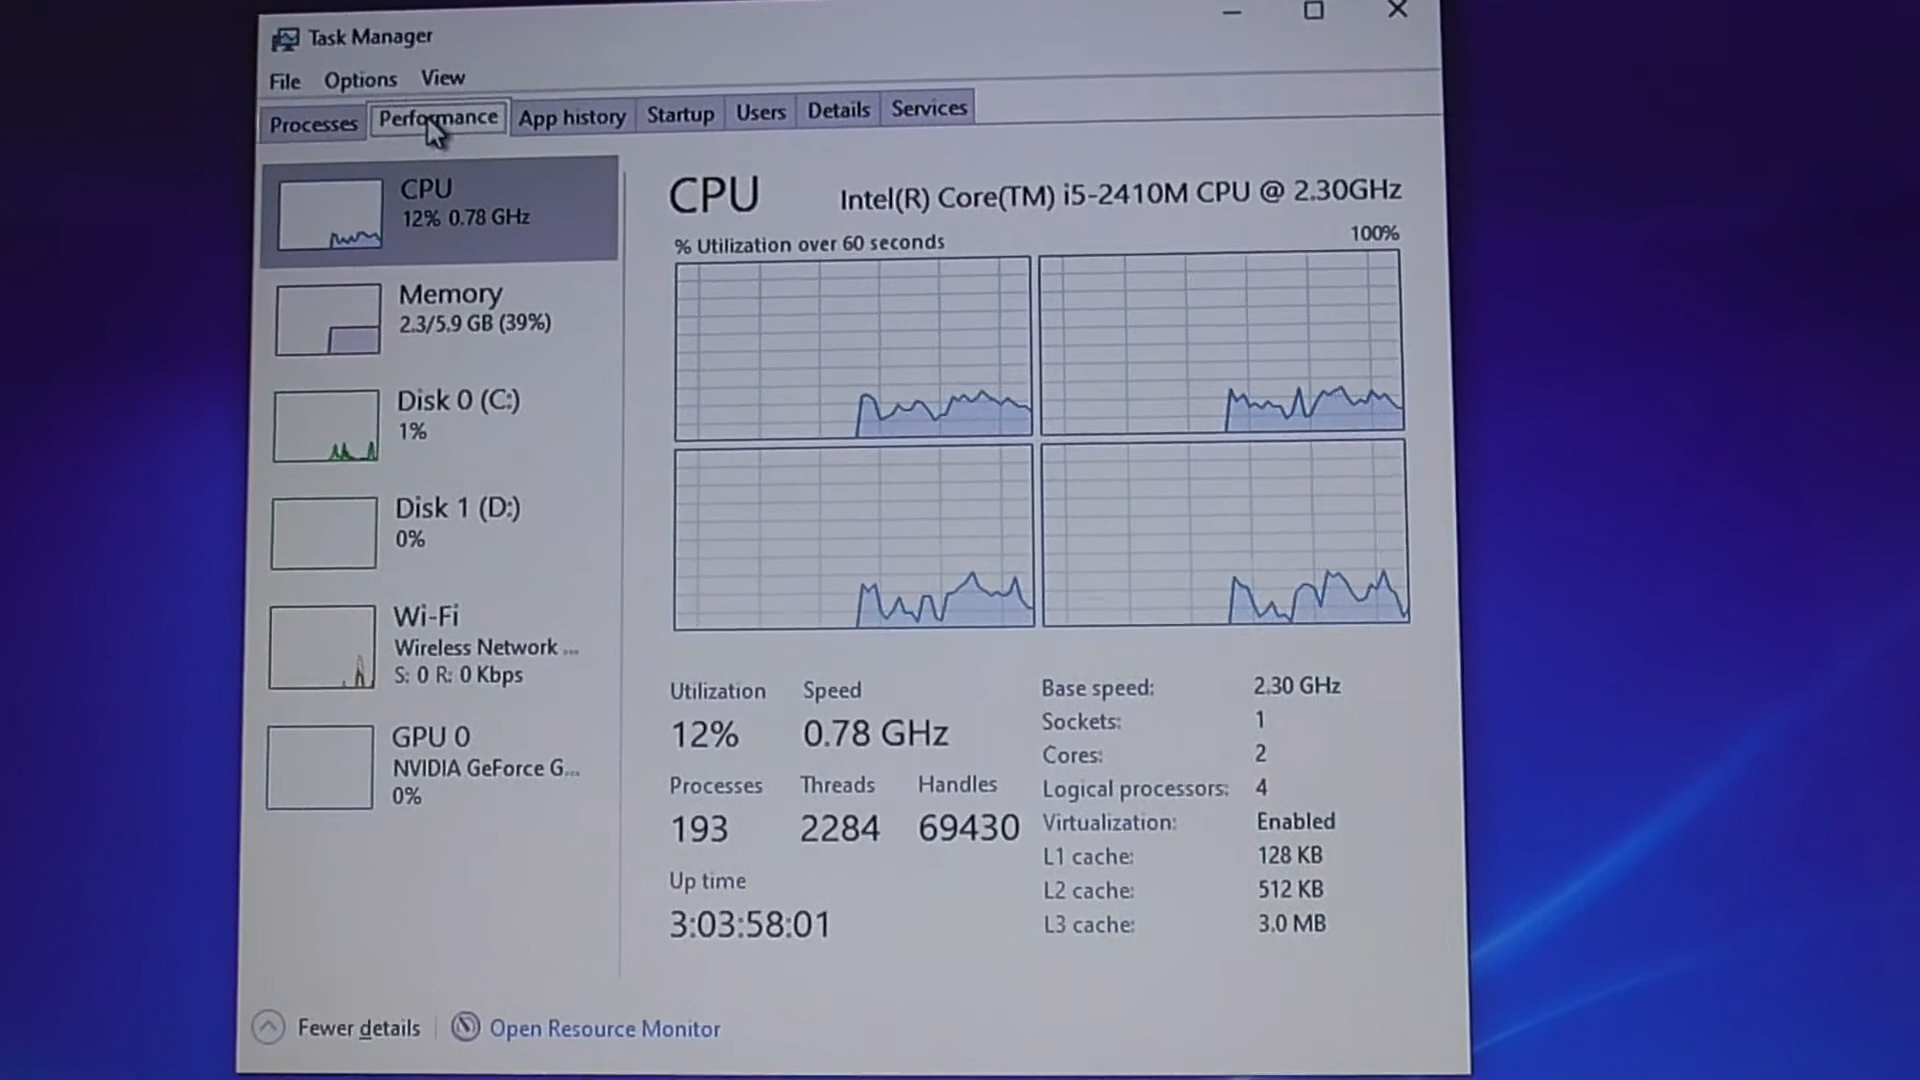 Task Manager
File Options View
Processes Performance App history Startup Users Details Services
CPU
12% 0.78 GHz
Memory
2.3/5.9 GB (39%)
Disk 0 (C:)
1%
Disk 1 (D:)
0%
Wi-Fi
Wireless Network ...
S: 0 R: 0 Kbps
GPU 0
NVIDIA GeForce G...
0%
CPU Intel(R) Core(TM) i5-2410M CPU @ 2.30GHz
% Utilization over 60 seconds 100%
Utilization Speed
12% 0.78 GHz
Processes Threads Handles
193 2284 69430
Up time
3:03:58:01
Base speed: 2.30 GHz
Sockets: 1
Cores: 2
Logical processors: 4
Virtualization: Enabled
L1 cache: 128 KB
L2 cache: 512 KB
L3 cache: 3.0 MB
Fewer details Open Resource Monitor